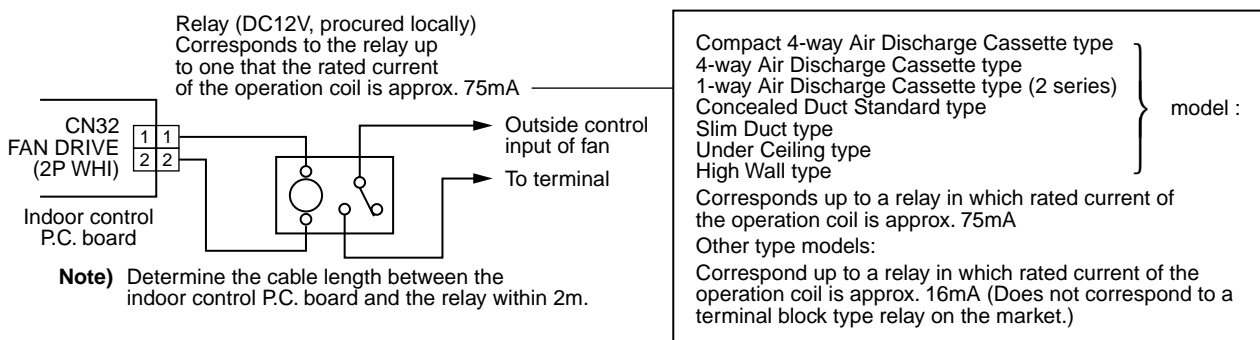 Relay (DC12V, procured locally)
Corresponds to the relay up
to one that the rated current
of the operation coil is approx. 75mA
CN32
FAN DRIVE
(2P WHI)
1 1
2 2
Outside control
input of fan
To terminal
Indoor control
P.C. board
Note) Determine the cable length between the
indoor control P.C. board and the relay within 2m.
Compact 4-way Air Discharge Cassette type
4-way Air Discharge Cassette type
1-way Air Discharge Cassette type (2 series)
Concealed Duct Standard type
Slim Duct type
Under Ceiling type
High Wall type
model :
Corresponds up to a relay in which rated current of
the operation coil is approx. 75mA
Other type models:
Correspond up to a relay in which rated current of the
operation coil is approx. 16mA (Does not correspond to a
terminal block type relay on the market.)